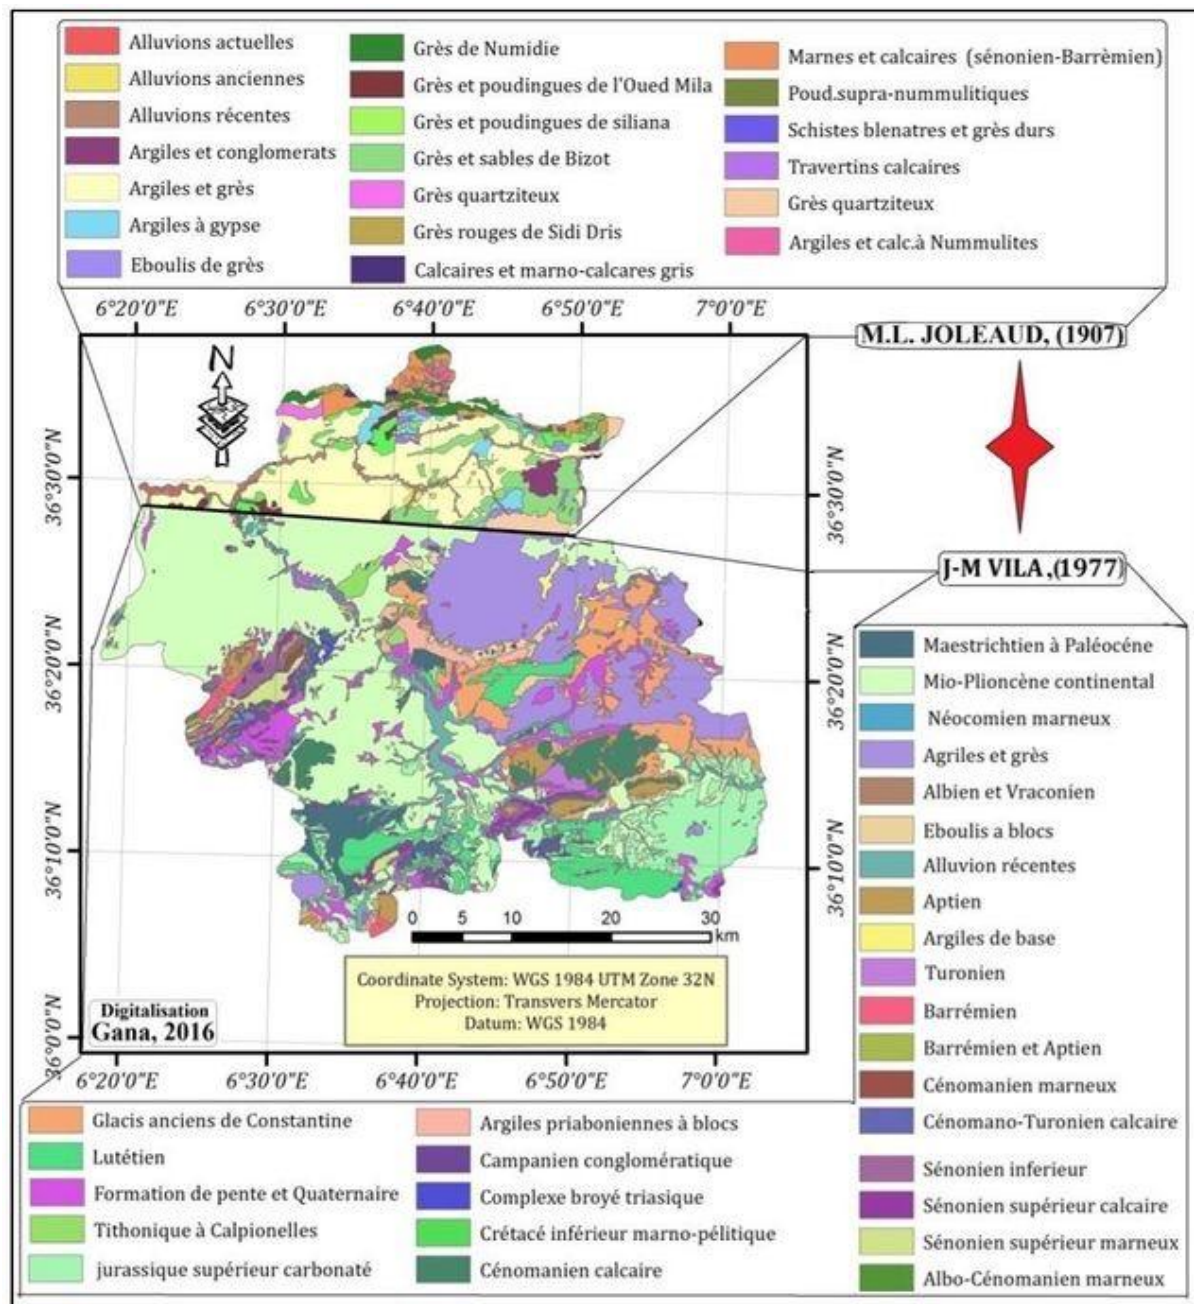 Alluvions actuelles
Alluvions anciennes
Alluvions récentes
Argiles et conglomerats
Argiles et grès
Argiles à gypse
Eboulis de grès
Grès de Numidie
Grès et poudingues de l'Oued Mila
Grès et poudingues de siliana
Grès et sables de Bizot
Grès quartziteux
Grès rouges de Sidi Dris
Calcaires et marno-calcares gris
Marnes et calcaires (sénonien-Barrèmien)
Poud.supra-nummulitiques
Schistes blenatres et grès durs
Travertins calcaires
Grès quartziteux
Argiles et calc.à Nummulites
6°20'0"E 6°30'0"E 6°40'0"E 6°50'0"E 7°0'0"E
M.L. JOLEAUD, (1907)
N
36°30'0"N
36°20'0"N
36°10'0"N
36°0'0"N
36°30'0"N
36°20'0"N
36°10'0"N
J-M VILA,(1977)
Maestrichtien à Paléocéne
Mio-Plioncène continental
Néocomien marneux
Agriles et grès
Albien et Vraconien
Eboulis a blocs
Alluvion récentes
Aptien
Argiles de base
Turonien
Barrémien
Barrémien et Aptien
Cénomanien marneux
Cénomano-Turonien calcaire
Sénonien inferieur
Sénonien supérieur calcaire
Sénonien supérieur marneux
Albo-Cénomanien marneux
0 5 10 20 30
km
Coordinate System: WGS 1984 UTM Zone 32N
Projection: Transvers Mercator
Datum: WGS 1984
Digitalisation
Gana, 2016
6°20'0"E 6°30'0"E 6°40'0"E 6°50'0"E 7°0'0"E
Glacis anciens de Constantine
Lutétien
Formation de pente et Quaternaire
Tithonique à Calpionelles
jurassique supérieur carbonaté
Argiles priaboniennes à blocs
Campanien conglomératique
Complexe broyé triasique
Crétacé inférieur marno-pélitique
Cénomanien calcaire